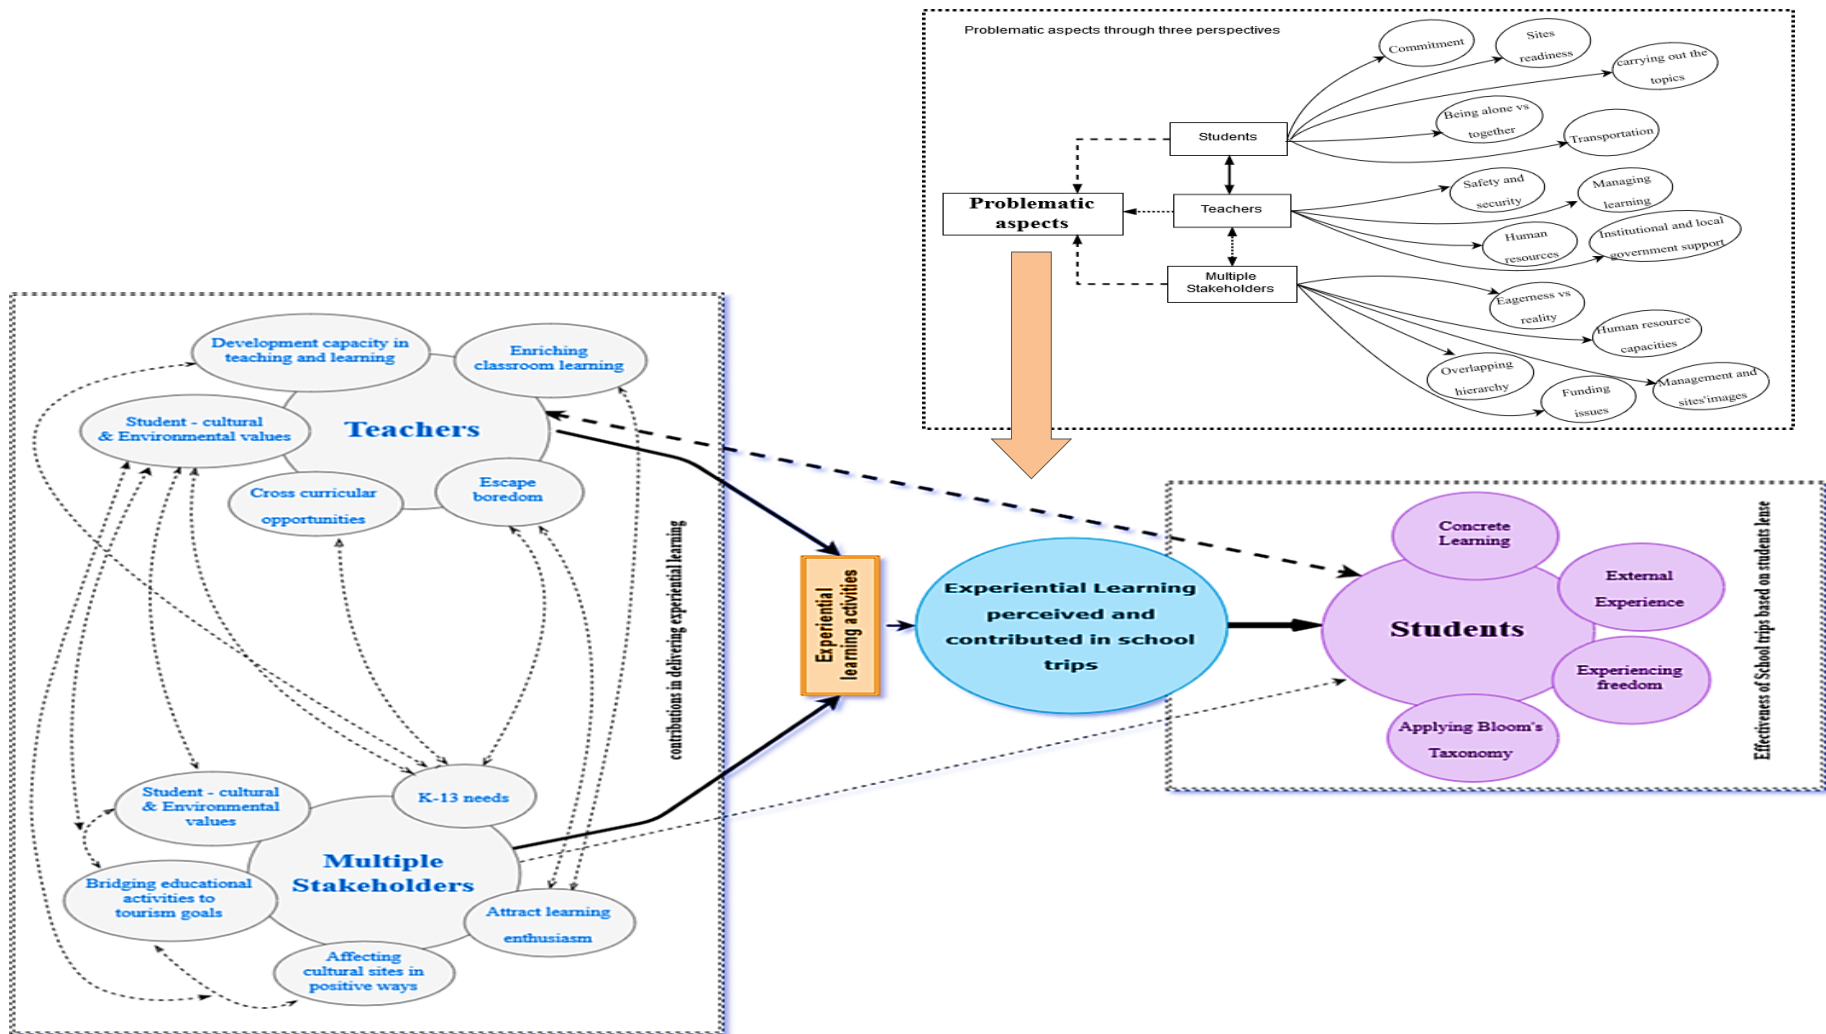 Problematic aspects through three perspectives
Commitment
Sites
readiness
carrying out the
topics
Being alone vs
together
Transportation
Students
Safety and
security
Managing
learning
Problematic
aspects
Teachers
Human
resources
Institutional and local
government support
Multiple
Stakeholders
Eagerness vs
reality
Human resource
capacities
Overlapping
hierarchy
Funding
issues
Management and
sites'images
Development capacity in
teaching and learning
Enriching
classroom learning
Student - cultural
& Environmental values
Teachers
Cross curricular
opportunities
Escape
boredom
contributions in delivering experiential learning
Student - cultural
& Environmental
values
K-13 needs
Multiple
Stakeholders
Bridging educational
activities to
tourism goals
Attract learning
enthusiasm
Affecting
cultural sites in
positive ways
Experiential
learning activities
Experiential Learning
perceived and
contributed in school
trips
Concrete
Learning
External
Experience
Students
Experiencing
freedom
Applying Bloom's
Taxonomy
Effectiveness of School trips based on students lense